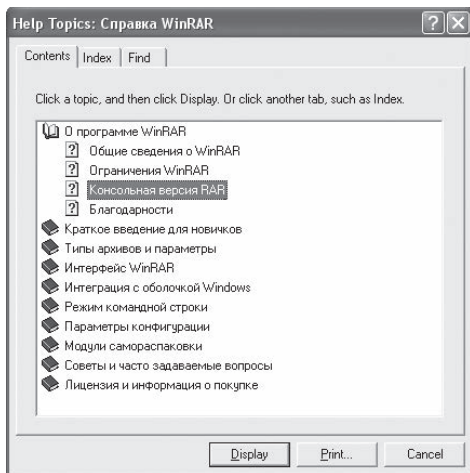 Help Topics: Справка WinRAR
Contents Index Find
Click a topic, and then click Display. Or click another tab, such as Index.
О программе WinRAR
Общие сведения о WinRAR
Ограничения WinRAR
Консольная версия RAR
Благодарности
Краткое введение для новичков
Типы архивов и параметры
Интерфейс WinRAR
Интеграция с оболочкой Windows
Режим командной строки
Параметры конфигурации
Модули самораспаковки
Советы и часто задаваемые вопросы
Лицензия и информация о покупке
Display Print... Cancel